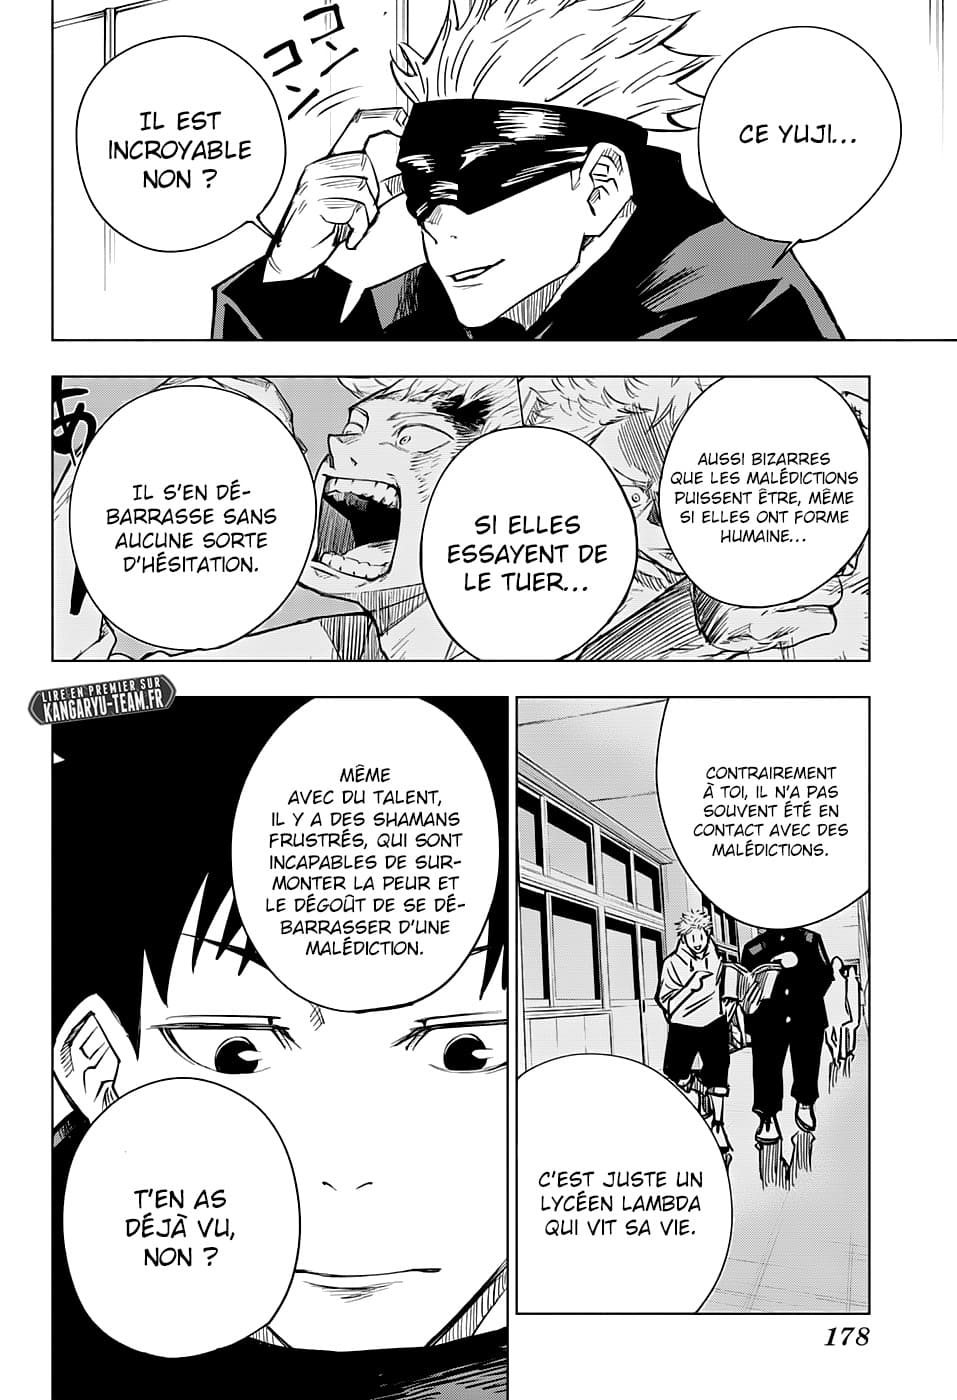 コン
コン
CE YUJI...
IL EST
INCROYABLE
NON ?
AUSSI BIZARRES
QUE LES MALÉDICTIONS
PUISSENT ÊTRE, MÊME
SI ELLES ONT FORME
HUMAINE...
SI ELLES
ESSAYENT DE
LE TUER...
IL S'EN DÉ-
BARRASSE SANS
AUCUNE SORTE
D'HÉSITATION.
LIRE EN PREMIER SUR
KANGARYU-TEAM.FR
CONTRAIREMENT
À TOI, IL N'A PAS
SOUVENT ÉTÉ EN
CONTACT AVEC DES
MALÉDICTIONS.
C'EST JUSTE UN
LYCÉEN LAMBDA
QUI VIT SA VIE.
MÊME
AVEC DU TALENT,
IL Y A DES SHAMANS
FRUSTRÉS, QUI SONT
INCAPABLES DE SUR-
MONTER LA PEUR ET
LE DÉGOÛT DE SE DÉ-
BARRASSER D'UNE
MALÉDICTION.
T'EN AS
DÉJÀ VU,
NON ?
178